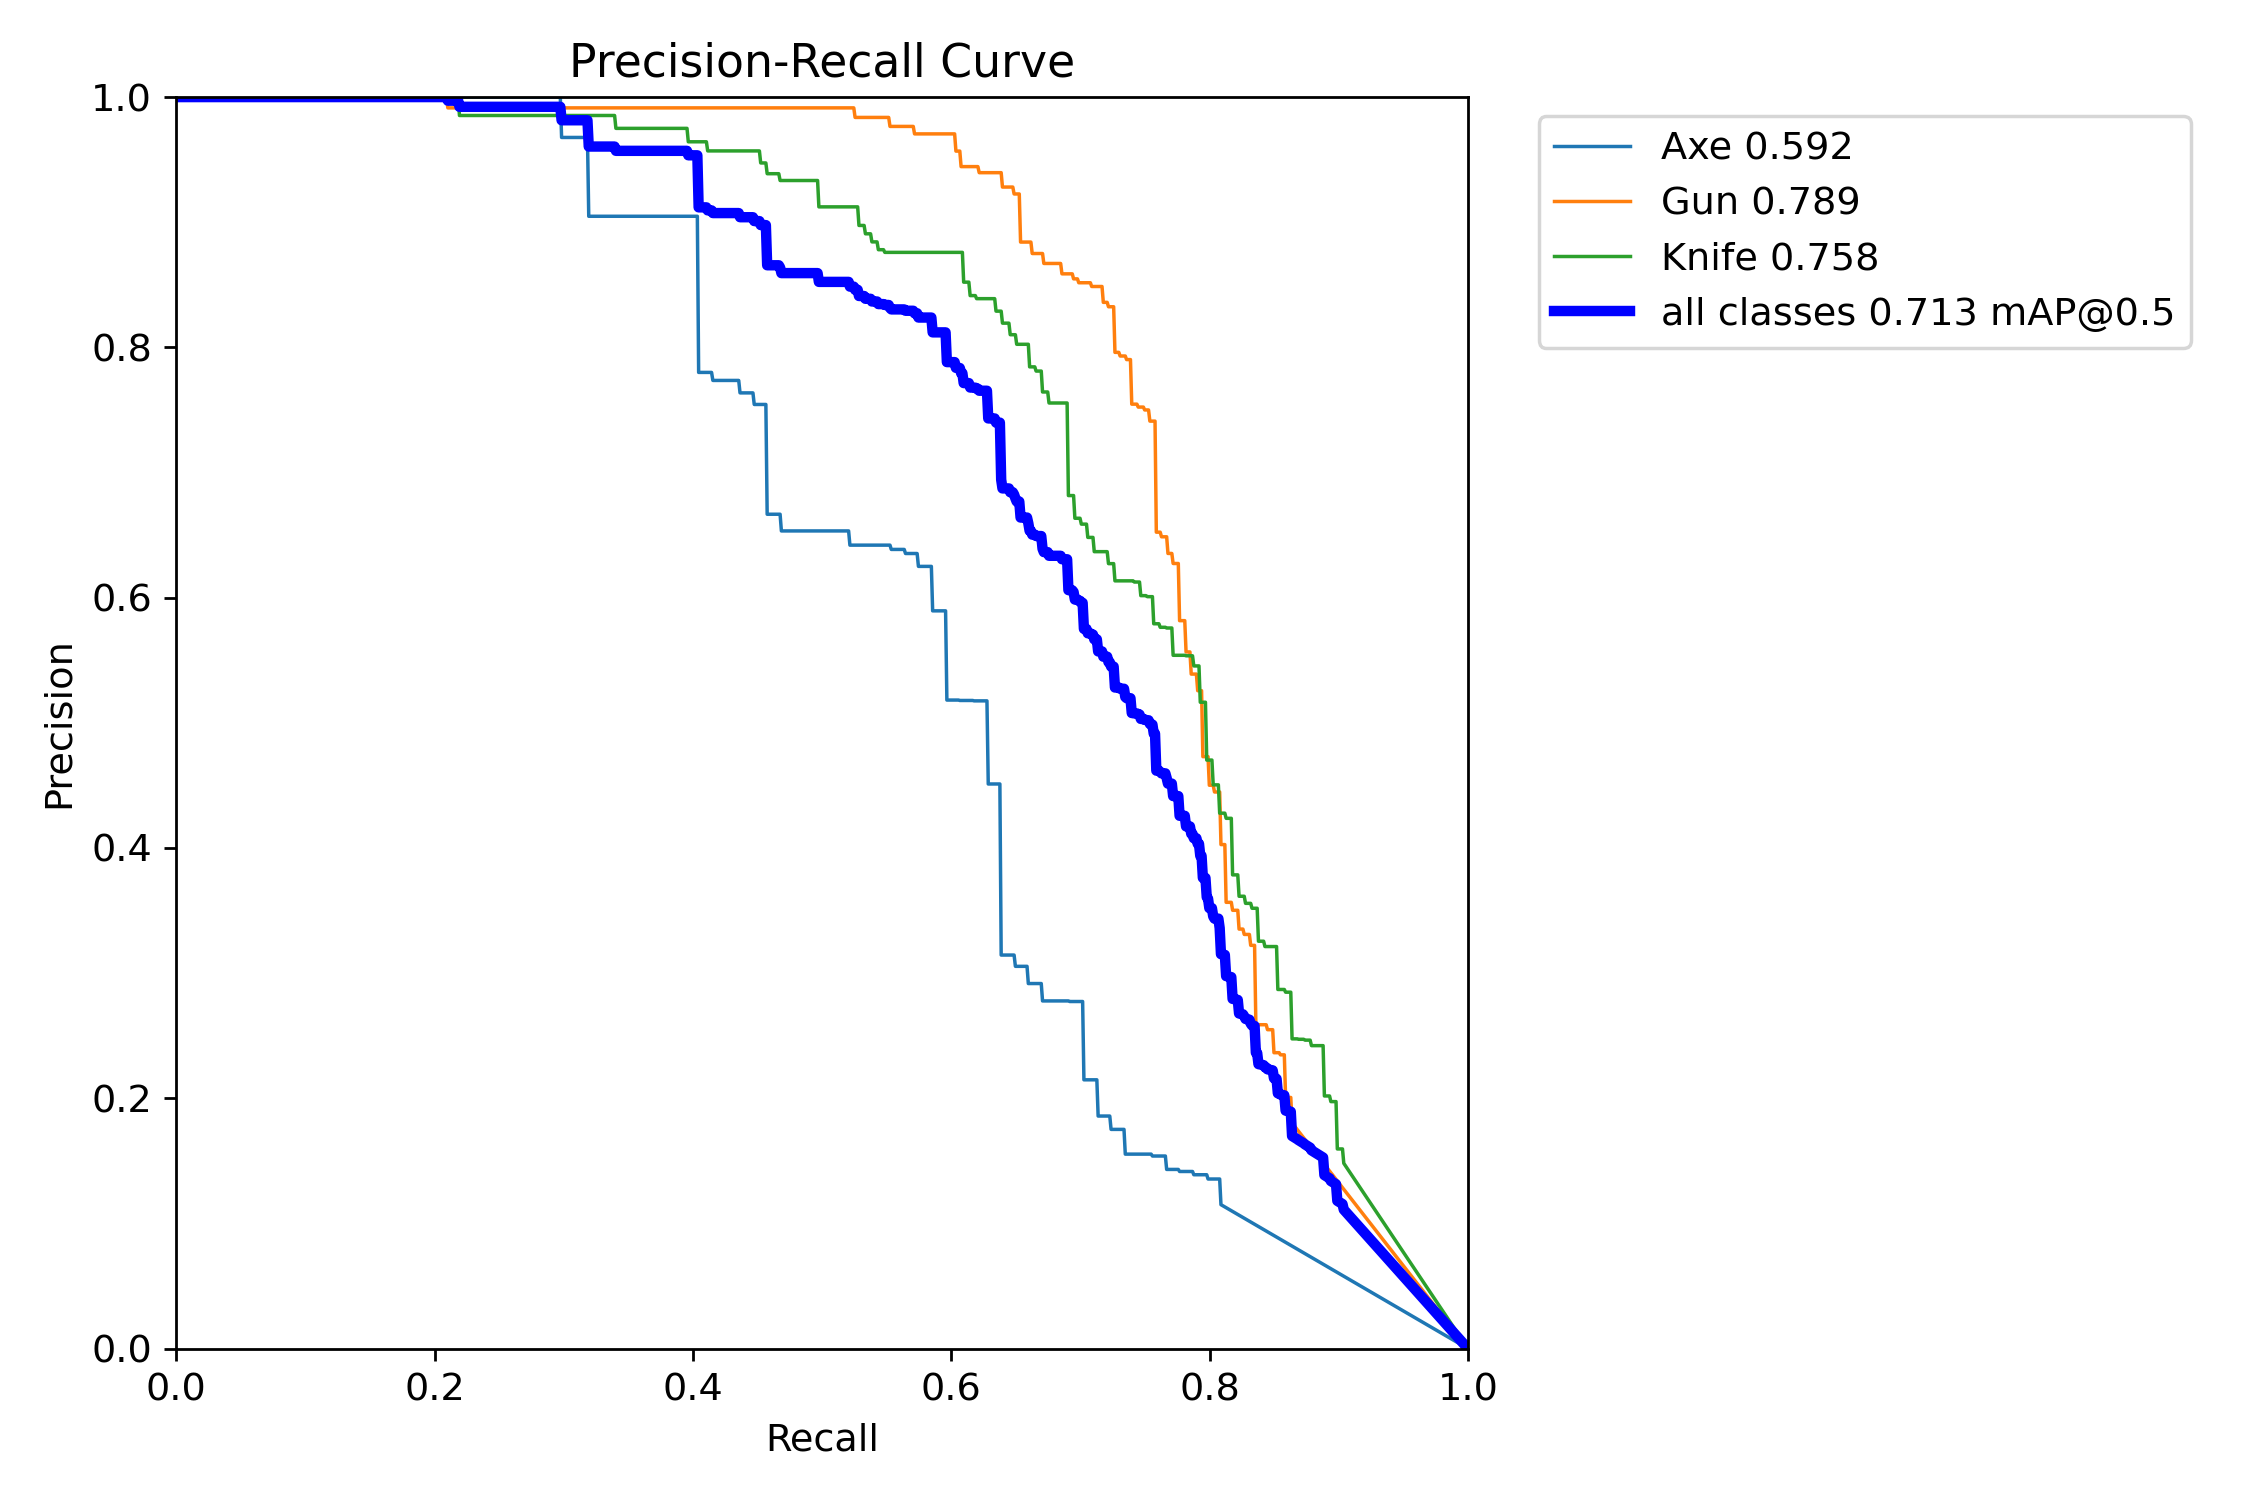 Precision-Recall Curve
1.0
0.8
0.6
0.4
0.2
0.0
Precision
0.0 0.2 0.4 0.6 0.8 1.0
Recall
Axe 0.592
Gun 0.789
Knife 0.758
all classes 0.713 mAP@0.5